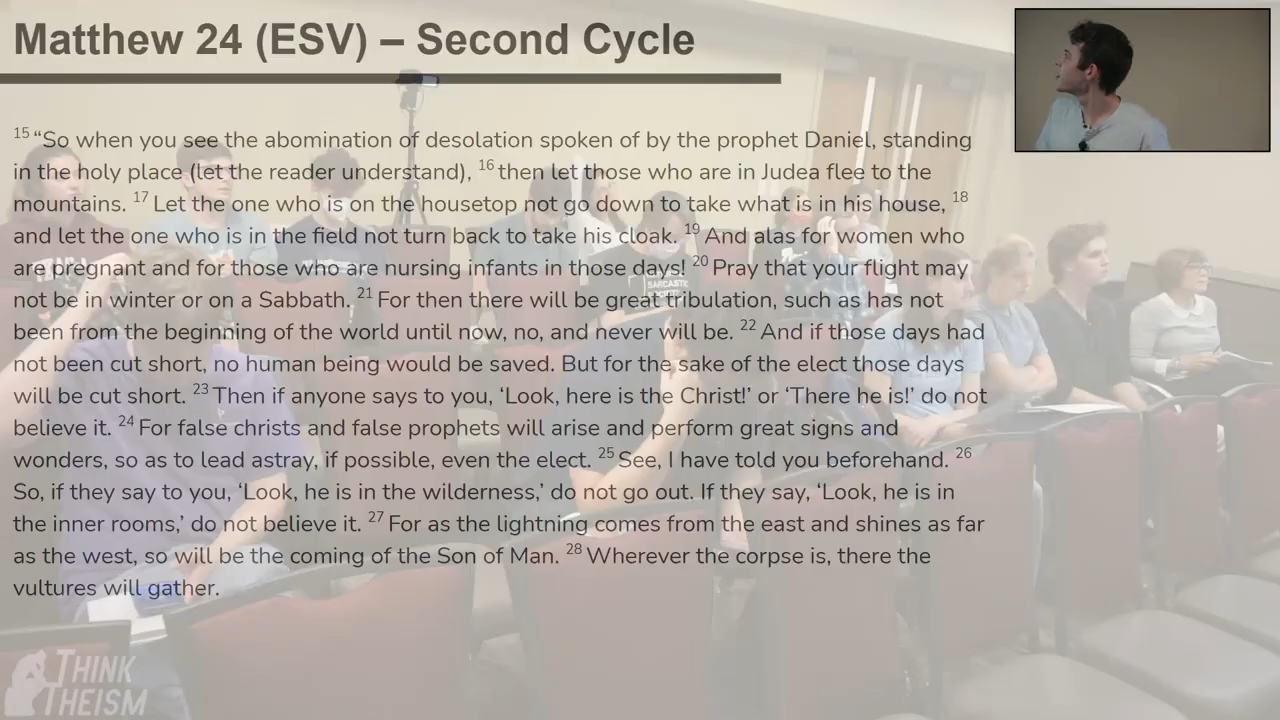 Matthew 24 (ESV) – Second Cycle
15 “So when you see the abomination of desolation spoken of by the prophet Daniel, standing
in the holy place (let the reader understand), 16 then let those who are in Judea flee to the
mountains. 17 Let the one who is on the housetop not go down to take what is in his house, 18
and let the one who is in the field not turn back to take his cloak. 19 And alas for women who
are pregnant and for those who are nursing infants in those days! 20 Pray that your flight may
not be in winter or on a Sabbath. 21 For then there will be great tribulation, such as has not
been from the beginning of the world until now, no, and never will be. 22 And if those days had
not been cut short, no human being would be saved. But for the sake of the elect those days
will be cut short. 23 Then if anyone says to you, ‘Look, here is the Christ!’ or ‘There he is!’ do not
believe it. 24 For false christs and false prophets will arise and perform great signs and
wonders, so as to lead astray, if possible, even the elect. 25 See, I have told you beforehand. 26
So, if they say to you, ‘Look, he is in the wilderness,’ do not go out. If they say, ‘Look, he is in
the inner rooms,’ do not believe it. 27 For as the lightning comes from the east and shines as far
as the west, so will be the coming of the Son of Man. 28 Wherever the corpse is, there the
vultures will gather.
SARCASTIC
THINK
THEISM